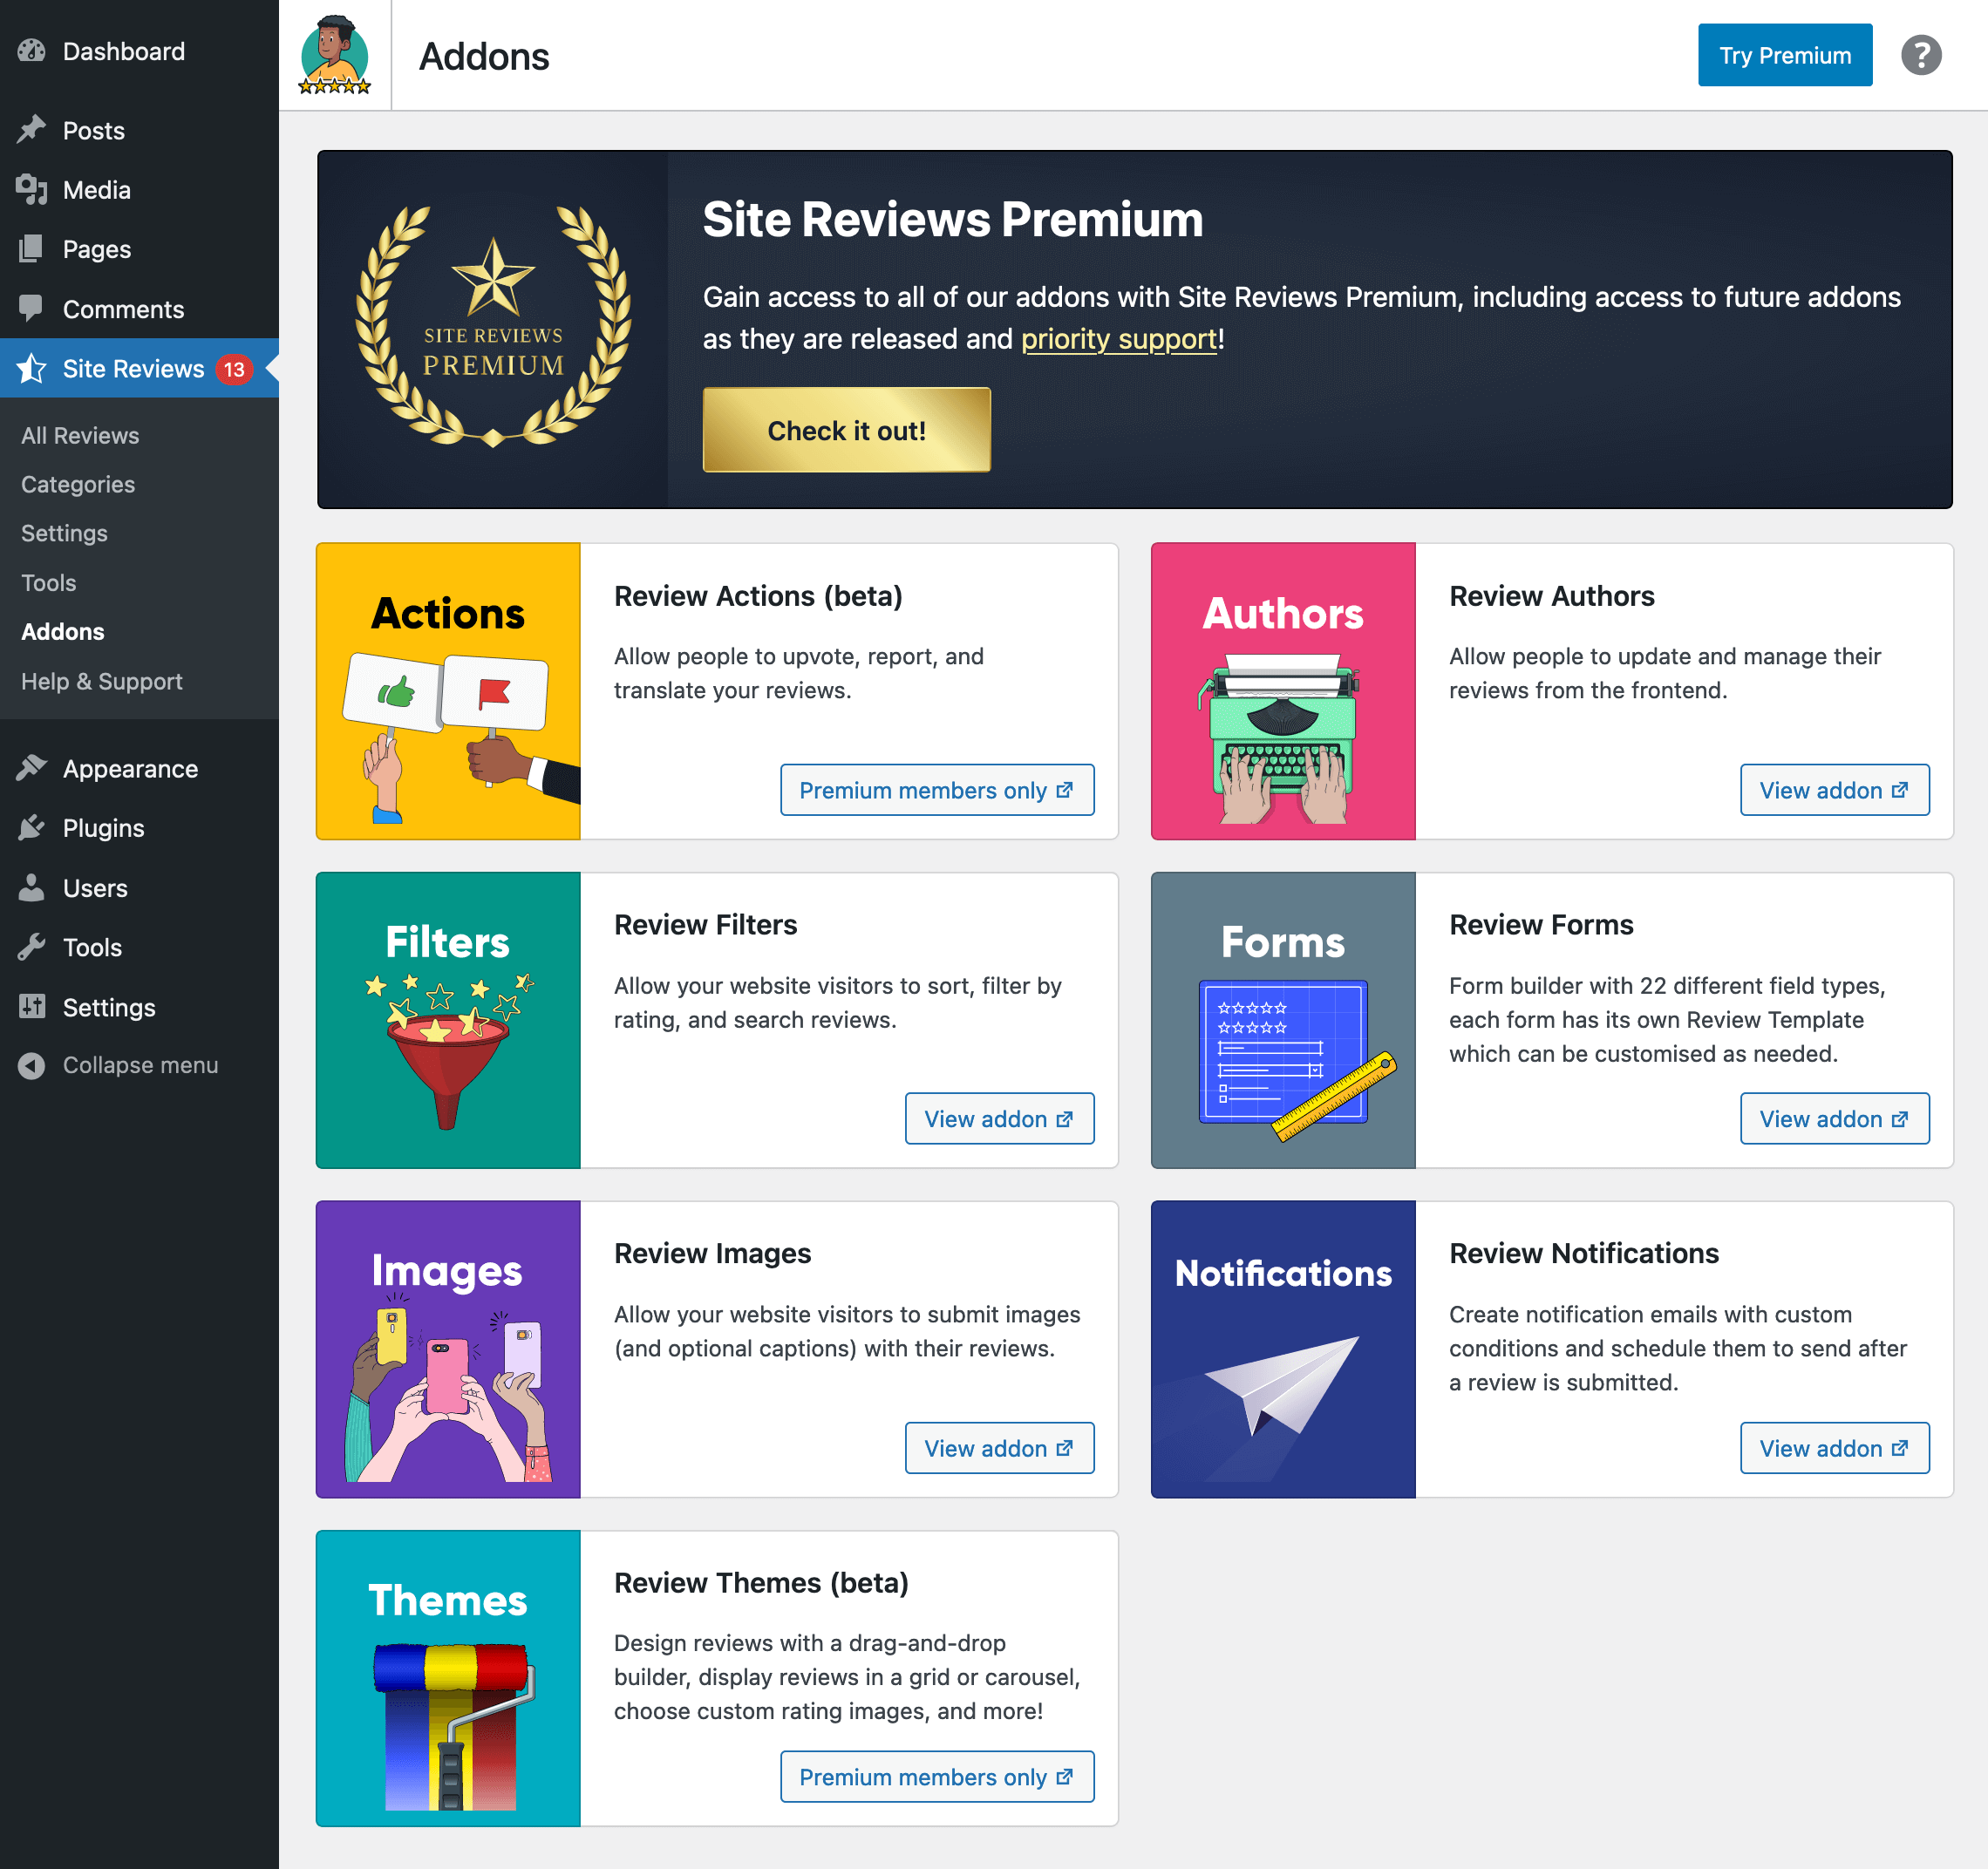 Dashboard
Posts
Media
Pages
Comments
Site Reviews 13
All Reviews
Categories
Settings
Tools
Addons
Help & Support
Appearance
Plugins
Users
Tools
Settings
Collapse menu
Addons
Try Premium
?
SITE REVIEWS
PREMIUM
Site Reviews Premium
Gain access to all of our addons with Site Reviews Premium, including access to future addons
as they are released and priority support!
Check it out!
Actions
Review Actions (beta)
Allow people to upvote, report, and
translate your reviews.
Premium members only
Authors
Review Authors
Allow people to update and manage their
reviews from the frontend.
View addon
Filters
Review Filters
Allow your website visitors to sort, filter by
rating, and search reviews.
View addon
Forms
Review Forms
Form builder with 22 different field types,
each form has its own Review Template
which can be customised as needed.
View addon
Images
Review Images
Allow your website visitors to submit images
(and optional captions) with their reviews.
View addon
Notifications
Review Notifications
Create notification emails with custom
conditions and schedule them to send after
a review is submitted.
View addon
Themes
Review Themes (beta)
Design reviews with a drag-and-drop
builder, display reviews in a grid or carousel,
choose custom rating images, and more!
Premium members only